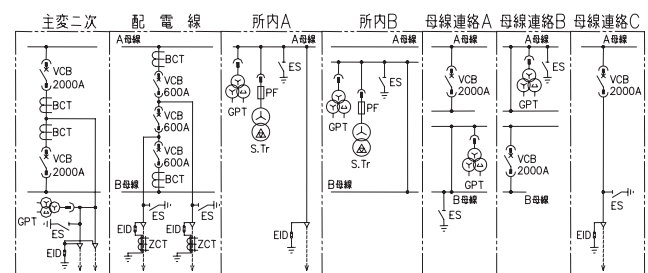 主変二次
配電線
所内A
所内B
母線連絡A
母線連絡B
母線連絡C
VCB
2000A
BCT
BCT
VCB
2000A
GPT
ES
EID
A母線
BCT
VCB
600A
VCB
600A
VCB
600A
BCT
B母線
ES
ES
EID
EID
ZCT
ZCT
A母線
ES
PF
GPT
S.Tr
EID
A母線
ES
PF
GPT
S.Tr
B母線
A母線
VCB
2000A
GPT
B母線
ES
A母線
ES
GPT
VCB
2000A
B母線
A母線
VCB
2000A
ES
EID